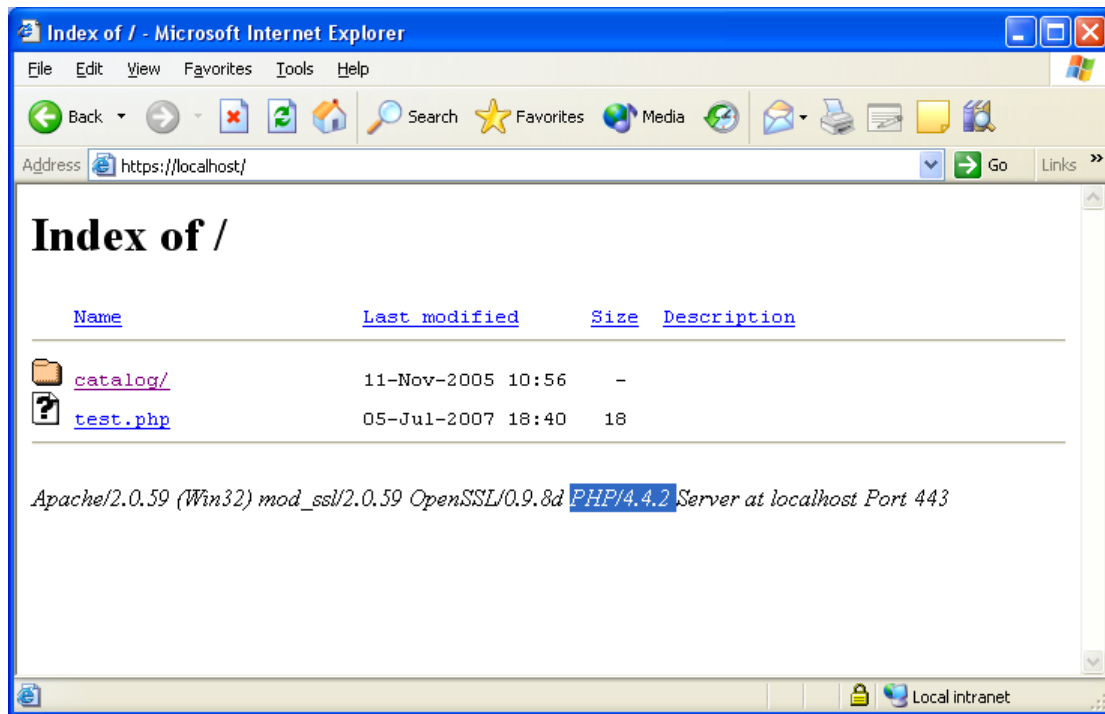 Index of / - Microsoft Internet Explorer
File Edit View Favorites Tools Help
Back Search Favorites Media
Address https://localhost/ Go Links »
Index of /
Name Last modified Size Description
catalog/ 11-Nov-2005 10:56 -
test.php 05-Jul-2007 18:40 18
Apache/2.0.59 (Win32) mod_ssl/2.0.59 OpenSSL/0.9.8d PHP/4.4.2 Server at localhost Port 443
Local intranet